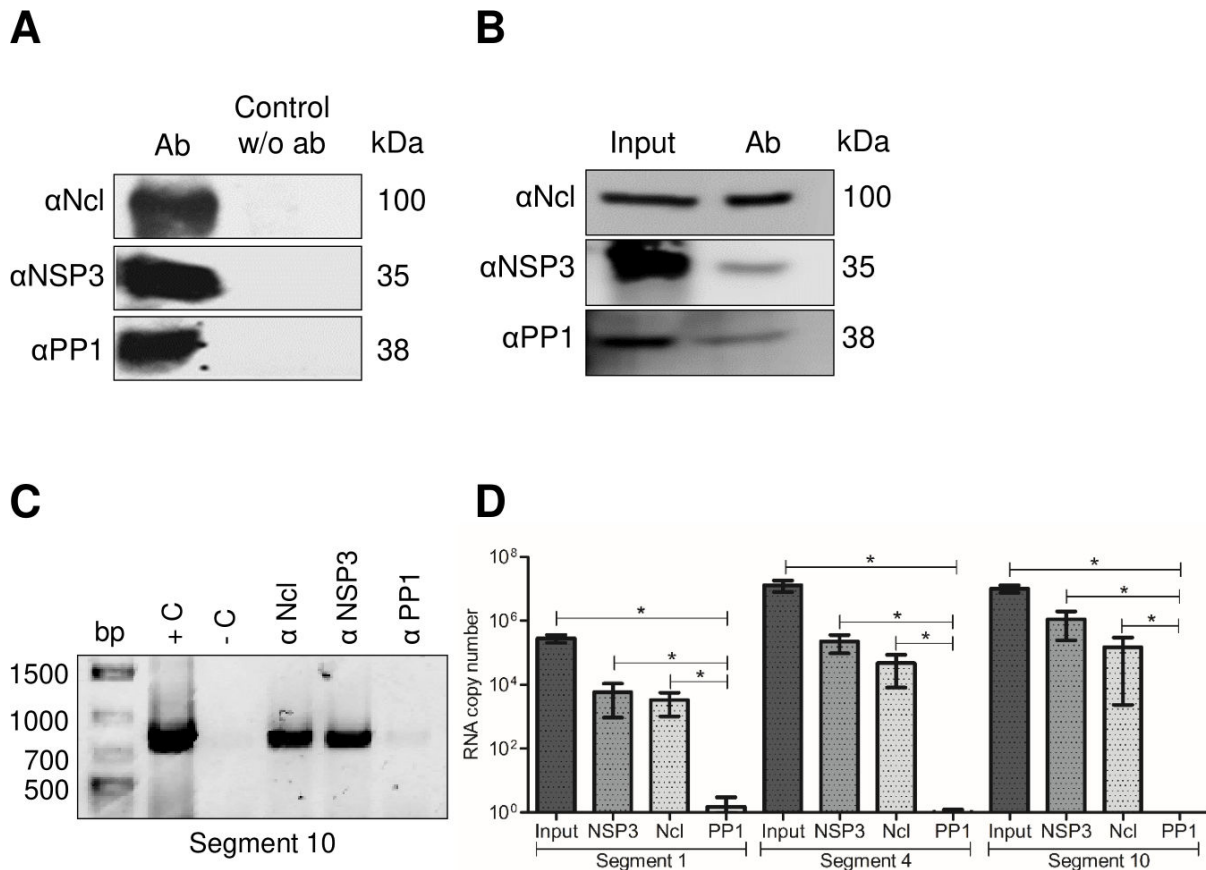 A
B
Ab
Control
w/o ab
kDa
αNcl
100
αNSP3
35
αPP1
38
Input
Ab
kDa
αNcl
100
αNSP3
35
αPP1
38
C
D
bp
+ C
- C
α Ncl
α NSP3
α PP1
1500
1000
700
500
Segment 10
RNA copy number
10⁸
10⁶
10⁴
10²
10⁰
*
*
*
*
*
*
*
*
*
Input NSP3 Ncl PP1 Input NSP3 Ncl PP1 Input NSP3 Ncl PP1
Segment 1 Segment 4 Segment 10